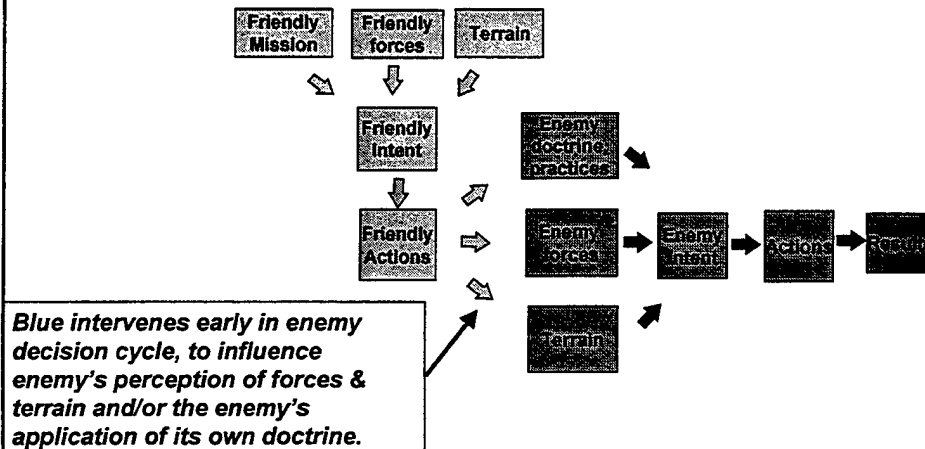 Friendly
Mission
Friendly
forces
Terrain
Friendly
Intent
Enemy
doctrine,
practices
Friendly
Actions
Enemy
forces
Enemy
Intent
Actions
Result
Terrain
Blue intervenes early in enemy
decision cycle, to influence
enemy's perception of forces &
terrain and/or the enemy's
application of its own doctrine.